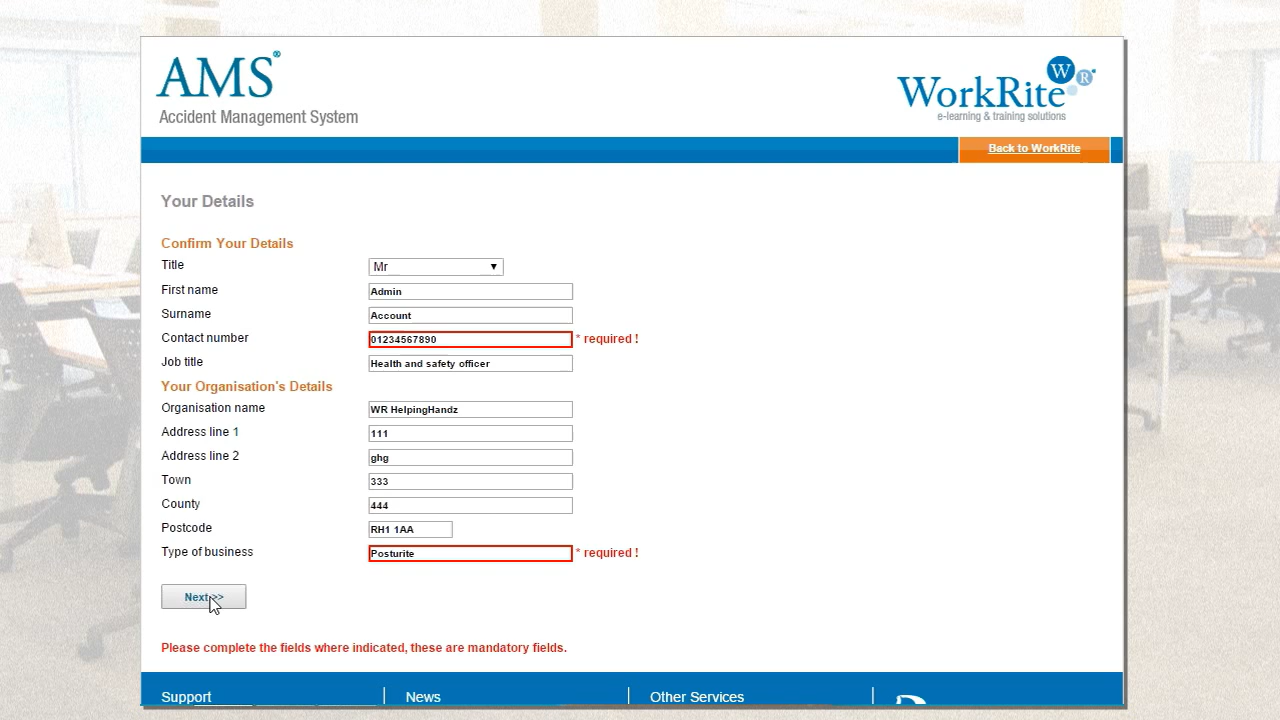 AMS®
Accident Management System
WorkRite W R
e-learning & training solutions
Back to WorkRite
Your Details
Confirm Your Details
Title Mr
First name Admin
Surname Account
Contact number 01234567890 * required !
Job title Health and safety officer
Your Organisation's Details
Organisation name WR HelpingHandz
Address line 1 111
Address line 2 ghg
Town 333
County 444
Postcode RH1 1AA
Type of business Posturite * required !
Next >>
Please complete the fields where indicated, these are mandatory fields.
Support News Other Services